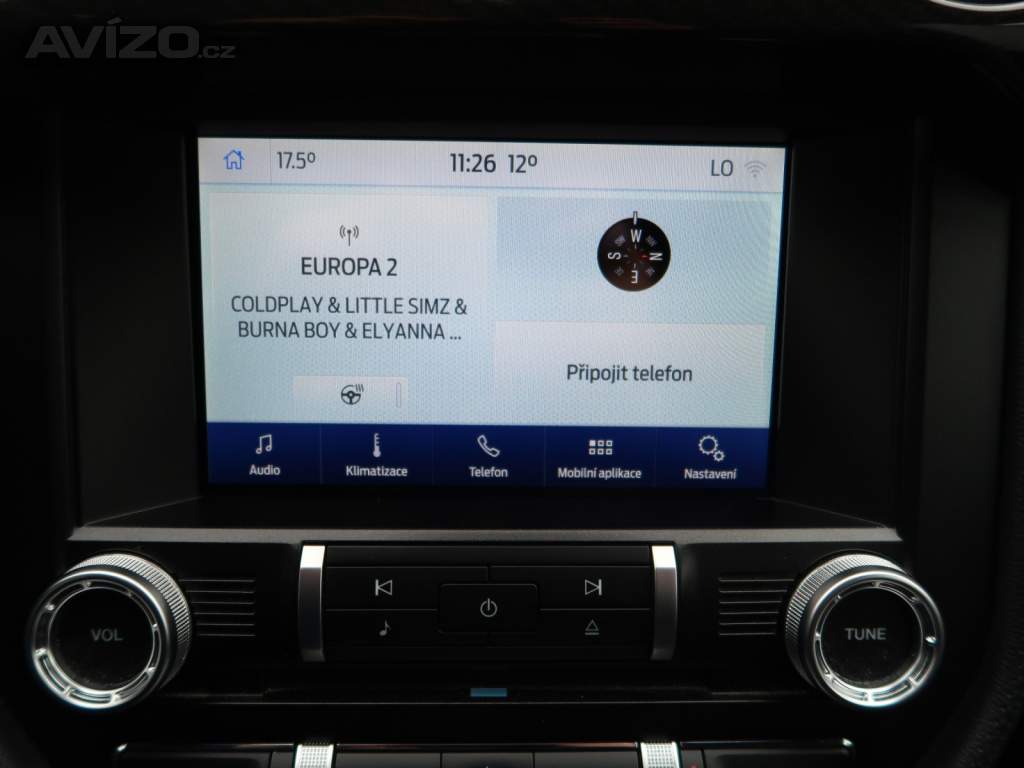 AVÍZO.cz
17.5° 11:26 12° LO
EUROPA 2
COLDPLAY & LITTLE SIMZ &
BURNA BOY & ELYANNA ...
W
S N
E
Připojit telefon
Audio Klimatizace Telefon Mobilní aplikace Nastavení
VOL TUNE